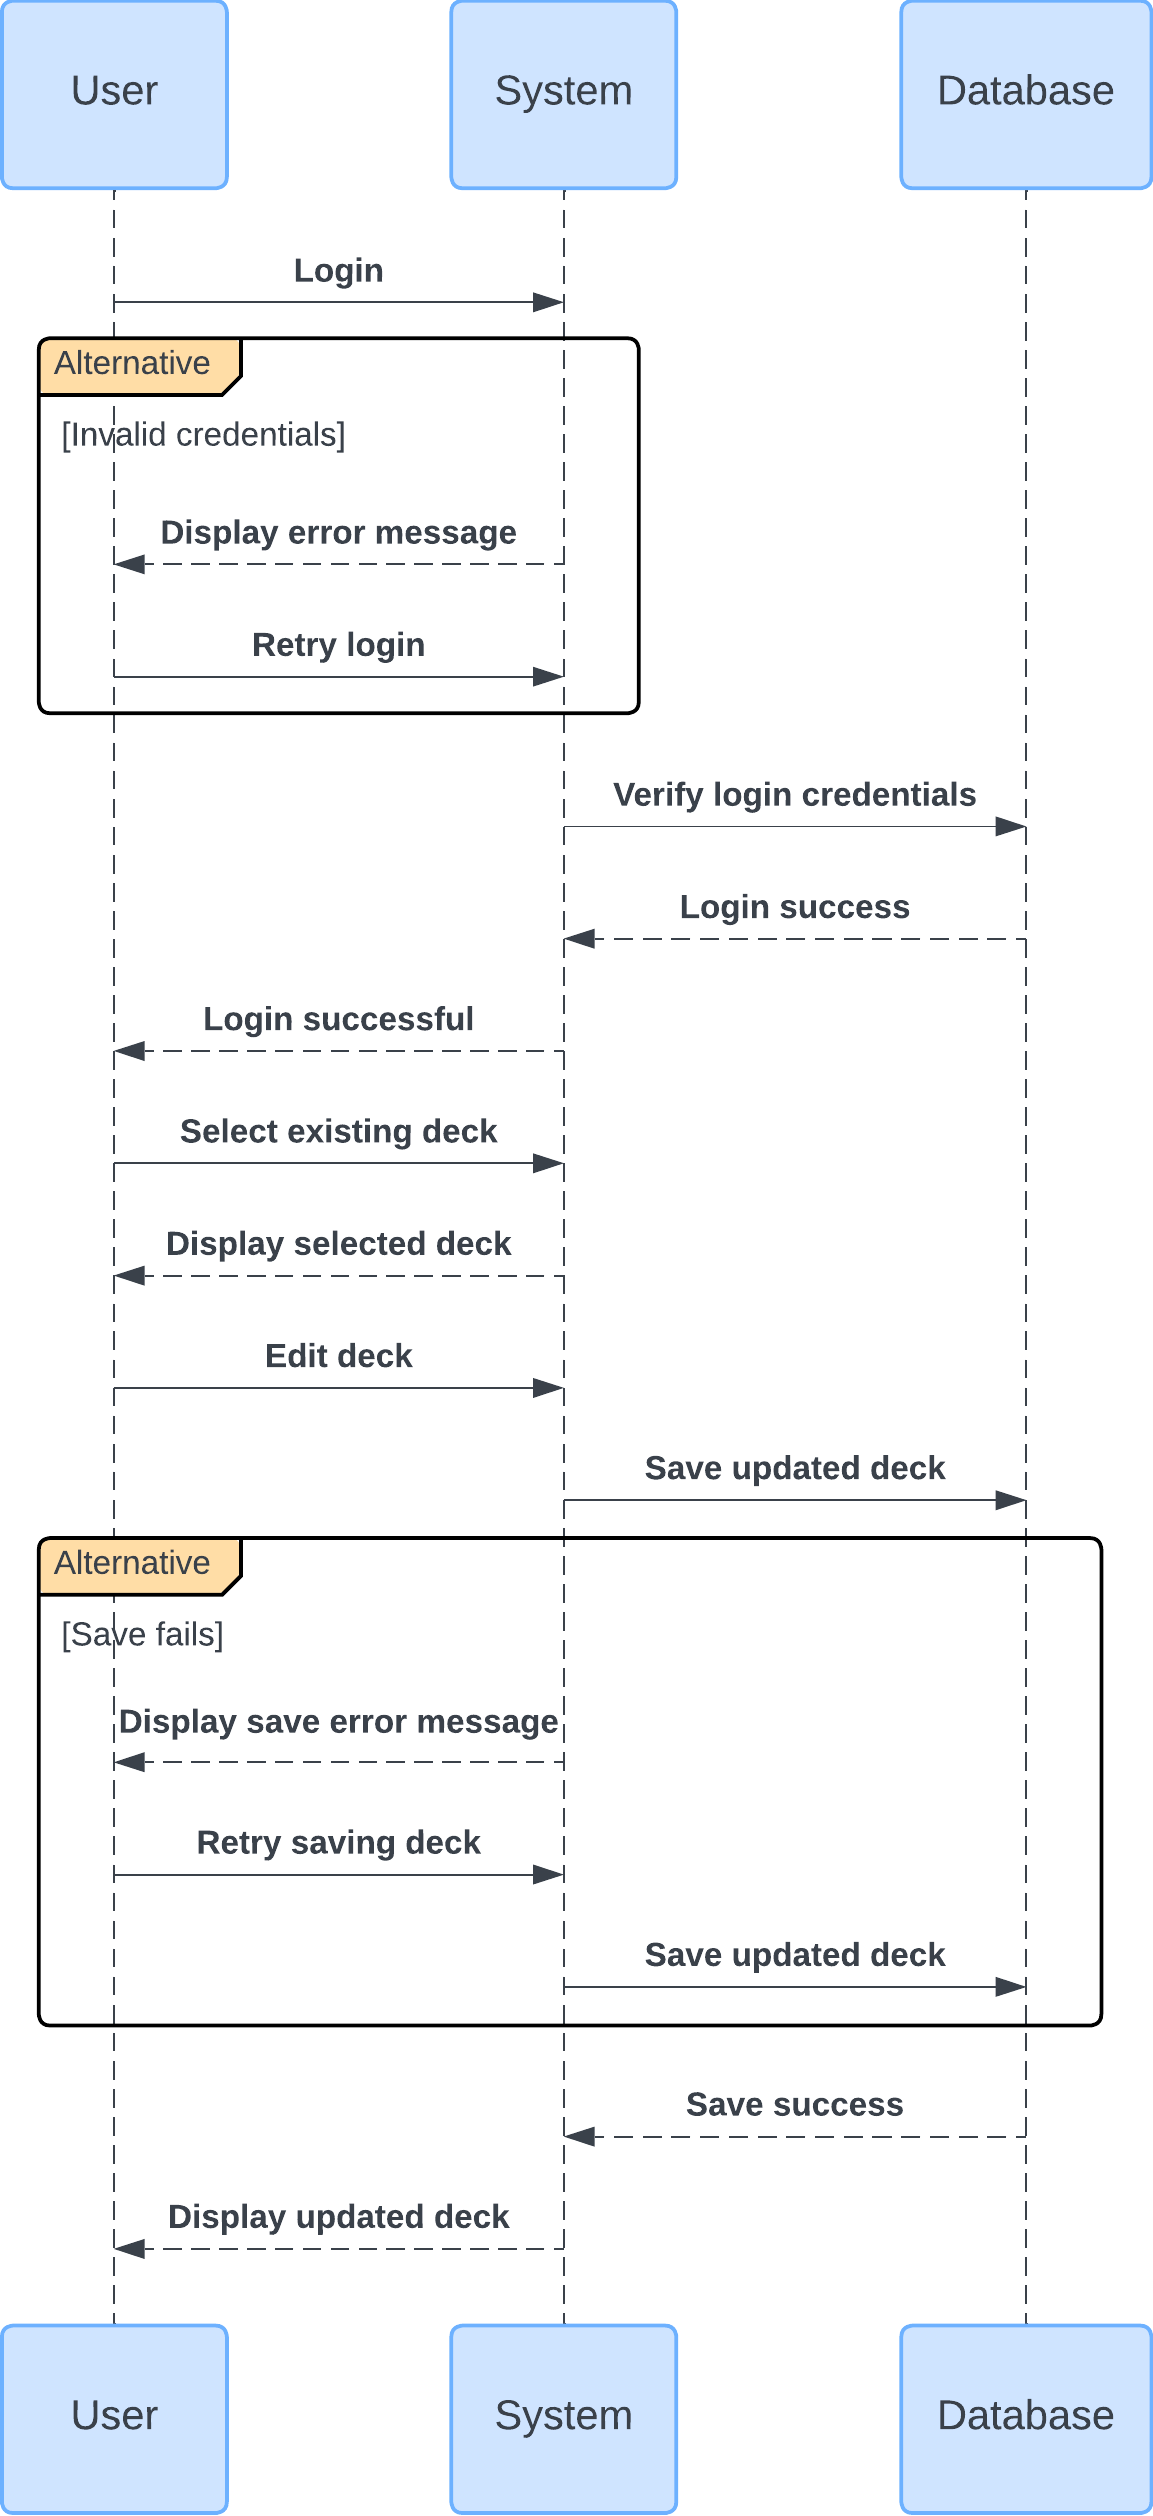 User
System
Database
Login
Alternative
[Invalid credentials]
Display error message
Retry login
Verify login credentials
Login success
Login successful
Select existing deck
Display selected deck
Edit deck
Save updated deck
Alternative
[Save fails]
Display save error message
Retry saving deck
Save updated deck
Save success
Display updated deck
User
System
Database